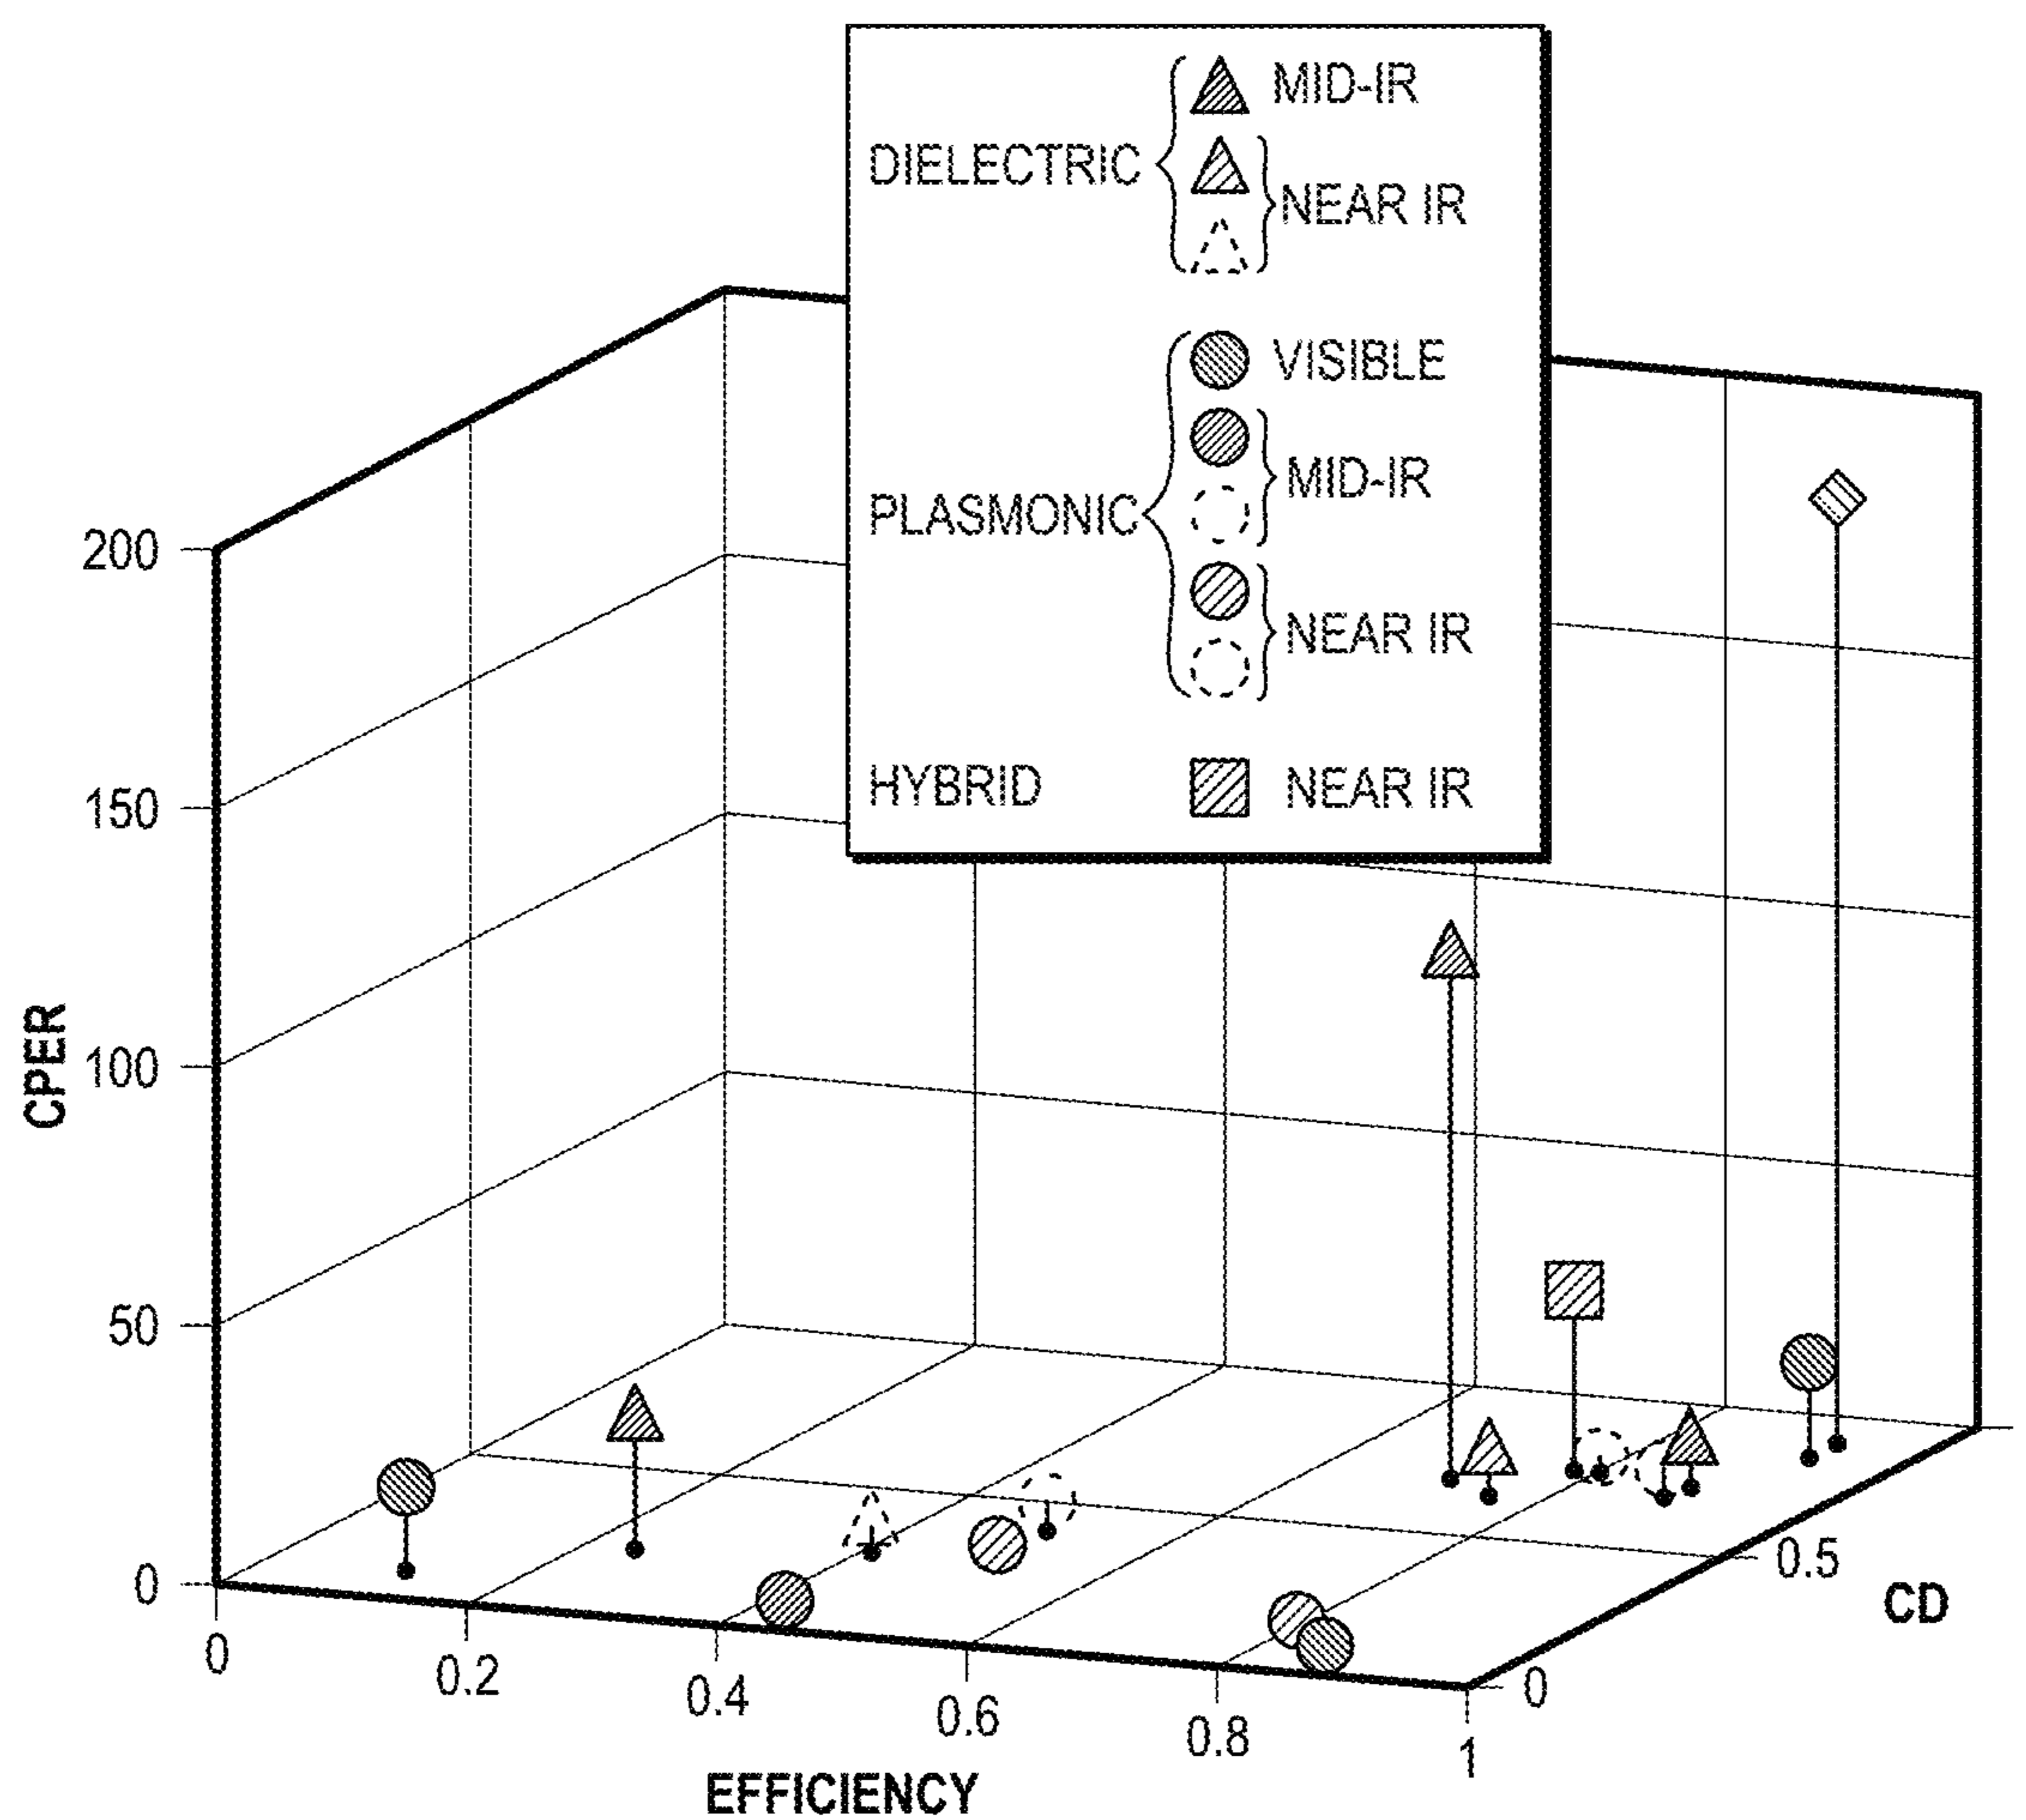 DIELECTRIC
MID-IR
NEAR IR
PLASMONIC
VISIBLE
MID-IR
NEAR IR
HYBRID
NEAR IR
CPER
200
150
100
50
0
0
0.2
0.4
0.6
0.8
1
EFFICIENCY
0
0.5
CD